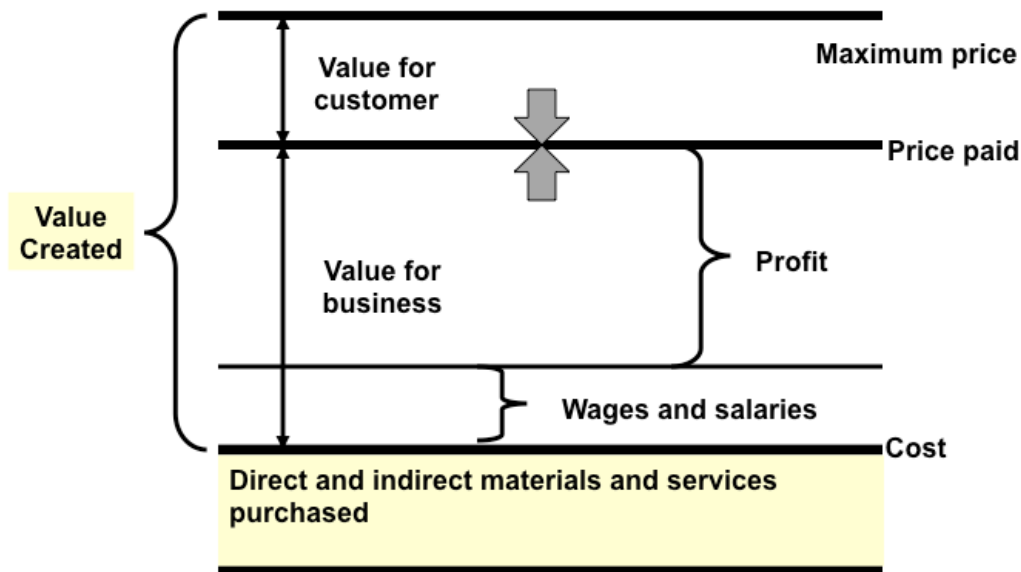 Maximum price
Value for
customer
Price paid
Value
Created
Profit
Value for
business
Wages and salaries
Cost
Direct and indirect materials and services
purchased